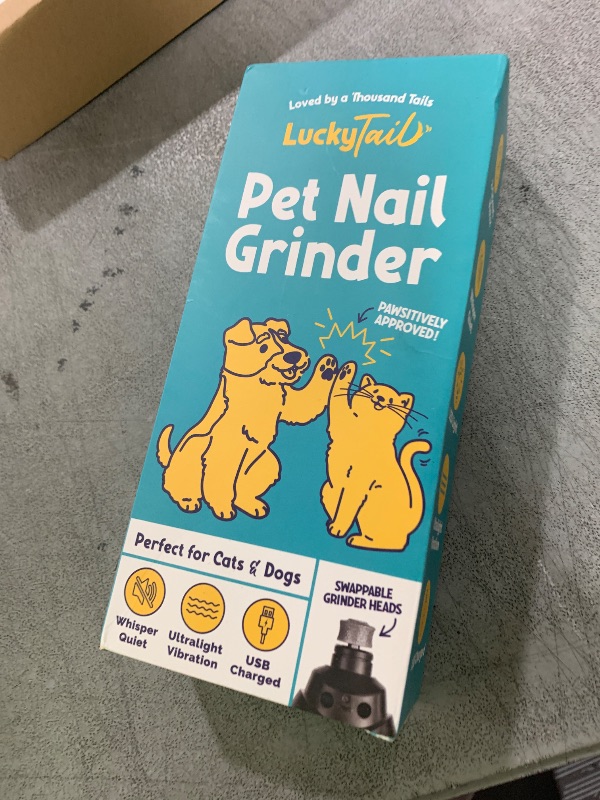 Loved by a Thousand Tails
LuckyTail
Pet Nail
Grinder
PAWSITIVELY
APPROVED!
Perfect for Cats & Dogs
Whisper
Quiet
Ultralight
Vibration
USB
Charged
SWAPPABLE
GRINDER HEADS